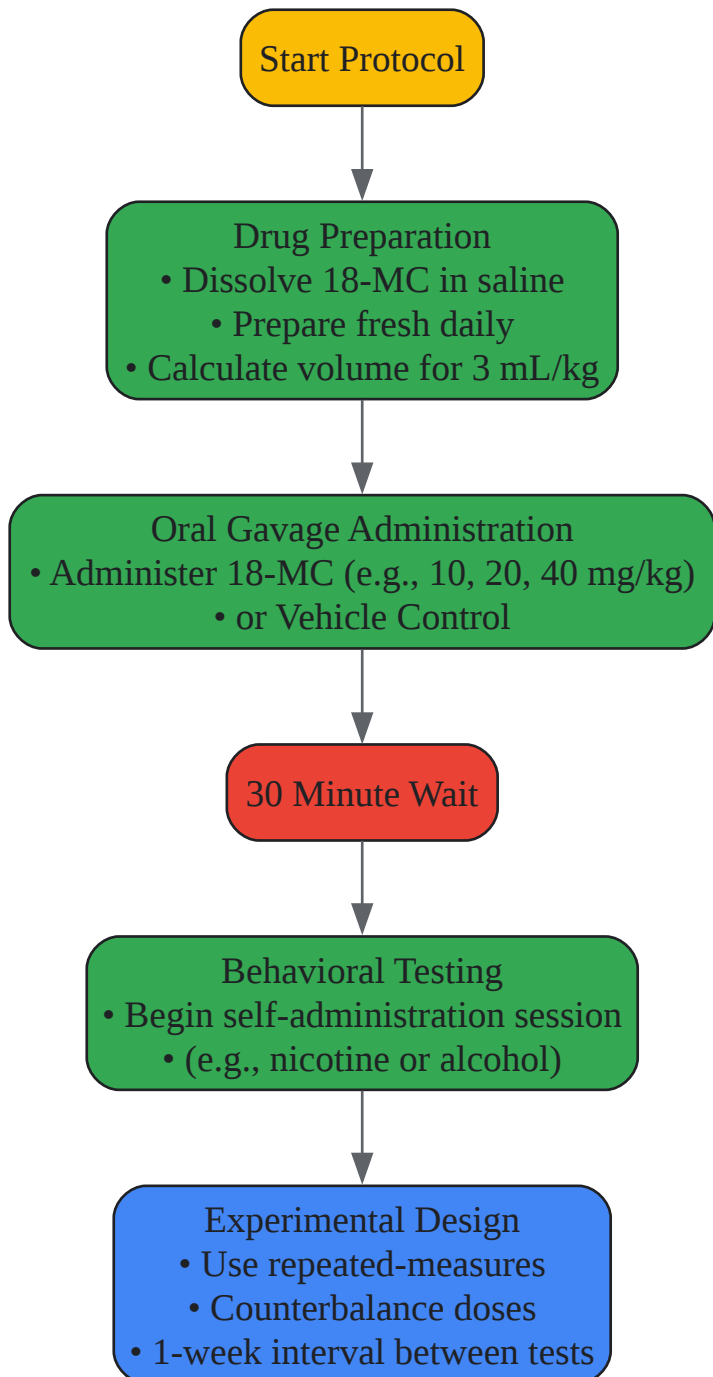 Start Protocol
Drug Preparation
• Dissolve 18-MC in saline
• Prepare fresh daily
• Calculate volume for 3 mL/kg
Oral Gavage Administration
• Administer 18-MC (e.g., 10, 20, 40 mg/kg)
• or Vehicle Control
30 Minute Wait
Behavioral Testing
• Begin self-administration session
• (e.g., nicotine or alcohol)
Experimental Design
• Use repeated-measures
• Counterbalance doses
• 1-week interval between tests